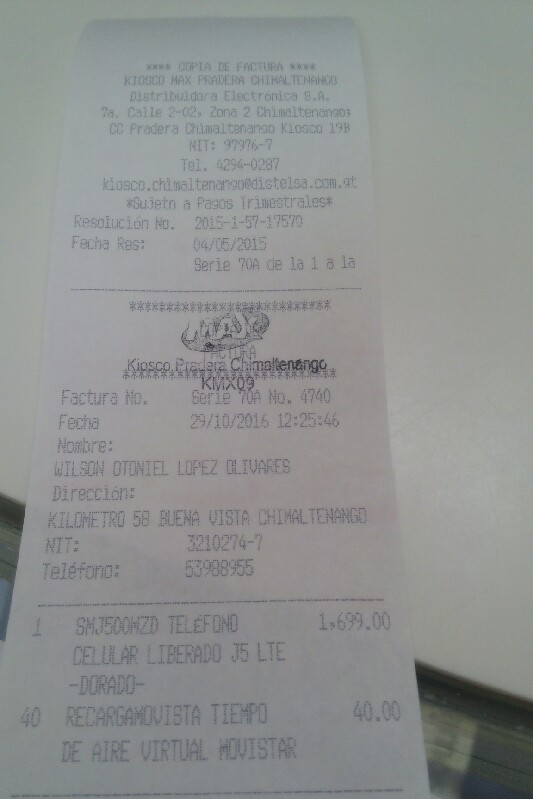 **** COPIA DE FACTURA ****
KIOSCO MAX PRADERA CHIMALTENANGO
Distribuidora Electrónica S.A.
7a. Calle 2-02, Zona 2 Chimaltenango;
CC Pradera Chimaltenango Kiosco 19B
NIT: 97976-7
Tel. 4294-0287
kiosco.chimaltenango@distelsa.com.gt
*Sujeto a Pagos Trimestrales*
Resolución No. 2015-1-57-17570
Fecha Res: 04/05/2015
Serie 70A de la 1 a la
************************
MAX
FACTURA
Kiosco Pradera Chimaltenango
************************
KMX09
Factura No. Serie 70A No. 4740
Fecha 29/10/2016 12:25:46
Nombre:
WILSON OTONIEL LOPEZ OLIVARES
Dirección:
KILOMETRO 58 BUENA VISTA CHIMALTENANGO
NIT: 3210274-7
Teléfono: 53988955
1 SMJ500WZD TELEFONO 1,699.00
CELULAR LIBERADO J5 LTE
-DORADO-
40 RECARGAMOVISTA TIEMPO 40.00
DE AIRE VIRTUAL MOVISTAR